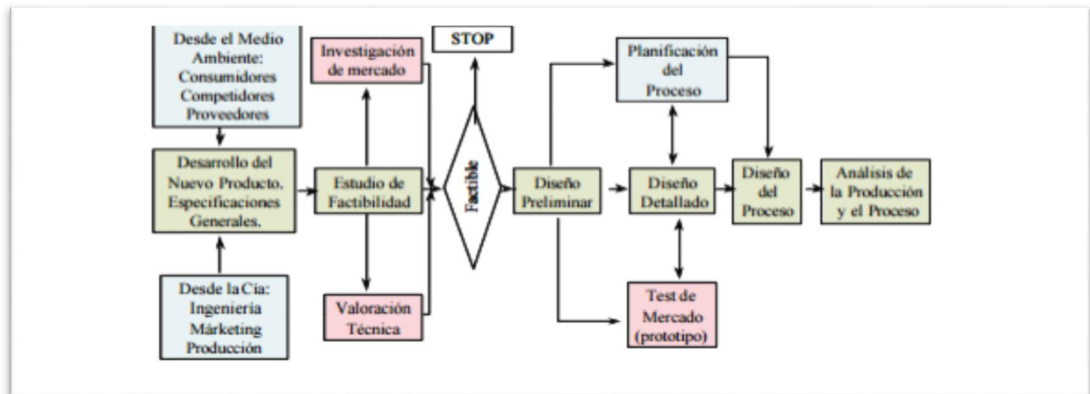 Desde el Medio
Ambiente:
Consumidores
Competidores
Proveedores
Desarrollo del
Nuevo Producto.
Especificaciones
Generales.
Desde la Cía:
Ingeniería
Márketing
Producción
Investigación
de mercado
Estudio de
Factibilidad
Valoración
Técnica
STOP
Factible
Diseño
Preliminar
Planificación
del
Proceso
Diseño
Detallado
Test de
Mercado
(prototipo)
Diseño
del
Proceso
Análisis de
la Producción
y el Proceso